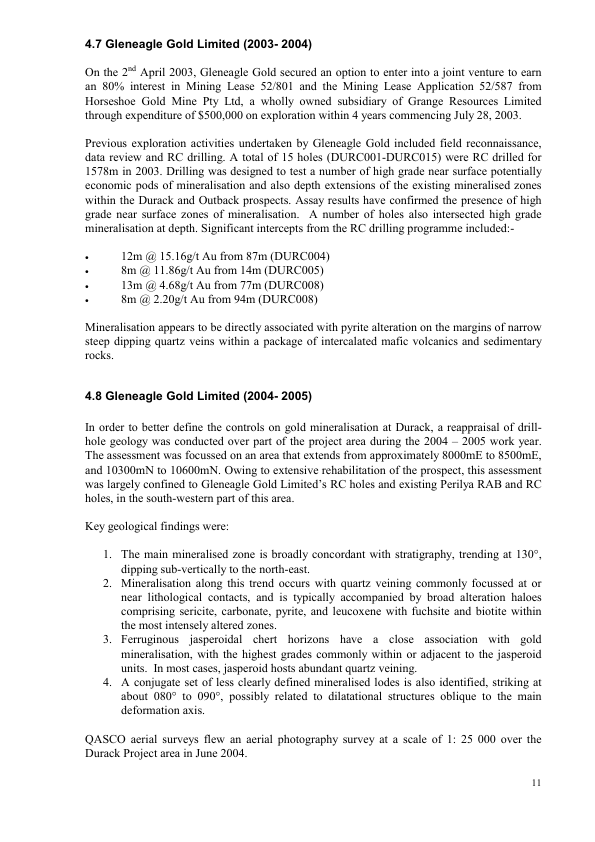 4.7 Gleneagle Gold Limited (2003- 2004)
On the 2nd April 2003, Gleneagle Gold secured an option to enter into a joint venture to earn
an 80% interest in Mining Lease 52/801 and the Mining Lease Application 52/587 from
Horseshoe Gold Mine Pty Ltd, a wholly owned subsidiary of Grange Resources Limited
through expenditure of $500,000 on exploration within 4 years commencing July 28, 2003.
Previous exploration activities undertaken by Gleneagle Gold included field reconnaissance,
data review and RC drilling. A total of 15 holes (DURC001-DURC015) were RC drilled for
1578m in 2003. Drilling was designed to test a number of high grade near surface potentially
economic pods of mineralisation and also depth extensions of the existing mineralised zones
within the Durack and Outback prospects. Assay results have confirmed the presence of high
grade near surface zones of mineralisation. A number of holes also intersected high grade
mineralisation at depth. Significant intercepts from the RC drilling programme included:-
• 12m @ 15.16g/t Au from 87m (DURC004)
• 8m @ 11.86g/t Au from 14m (DURC005)
• 13m @ 4.68g/t Au from 77m (DURC008)
• 8m @ 2.20g/t Au from 94m (DURC008)
Mineralisation appears to be directly associated with pyrite alteration on the margins of narrow
steep dipping quartz veins within a package of intercalated mafic volcanics and sedimentary
rocks.
4.8 Gleneagle Gold Limited (2004- 2005)
In order to better define the controls on gold mineralisation at Durack, a reappraisal of drill-
hole geology was conducted over part of the project area during the 2004 – 2005 work year.
The assessment was focussed on an area that extends from approximately 8000mE to 8500mE,
and 10300mN to 10600mN. Owing to extensive rehabilitation of the prospect, this assessment
was largely confined to Gleneagle Gold Limited's RC holes and existing Perilya RAB and RC
holes, in the south-western part of this area.
Key geological findings were:
1. The main mineralised zone is broadly concordant with stratigraphy, trending at 130°,
dipping sub-vertically to the north-east.
2. Mineralisation along this trend occurs with quartz veining commonly focussed at or
near lithological contacts, and is typically accompanied by broad alteration haloes
comprising sericite, carbonate, pyrite, and leucoxene with fuchsite and biotite within
the most intensely altered zones.
3. Ferruginous jasperoidal chert horizons have a close association with gold
mineralisation, with the highest grades commonly within or adjacent to the jasperoid
units. In most cases, jasperoid hosts abundant quartz veining.
4. A conjugate set of less clearly defined mineralised lodes is also identified, striking at
about 080° to 090°, possibly related to dilatational structures oblique to the main
deformation axis.
QASCO aerial surveys flew an aerial photography survey at a scale of 1: 25 000 over the
Durack Project area in June 2004.
11